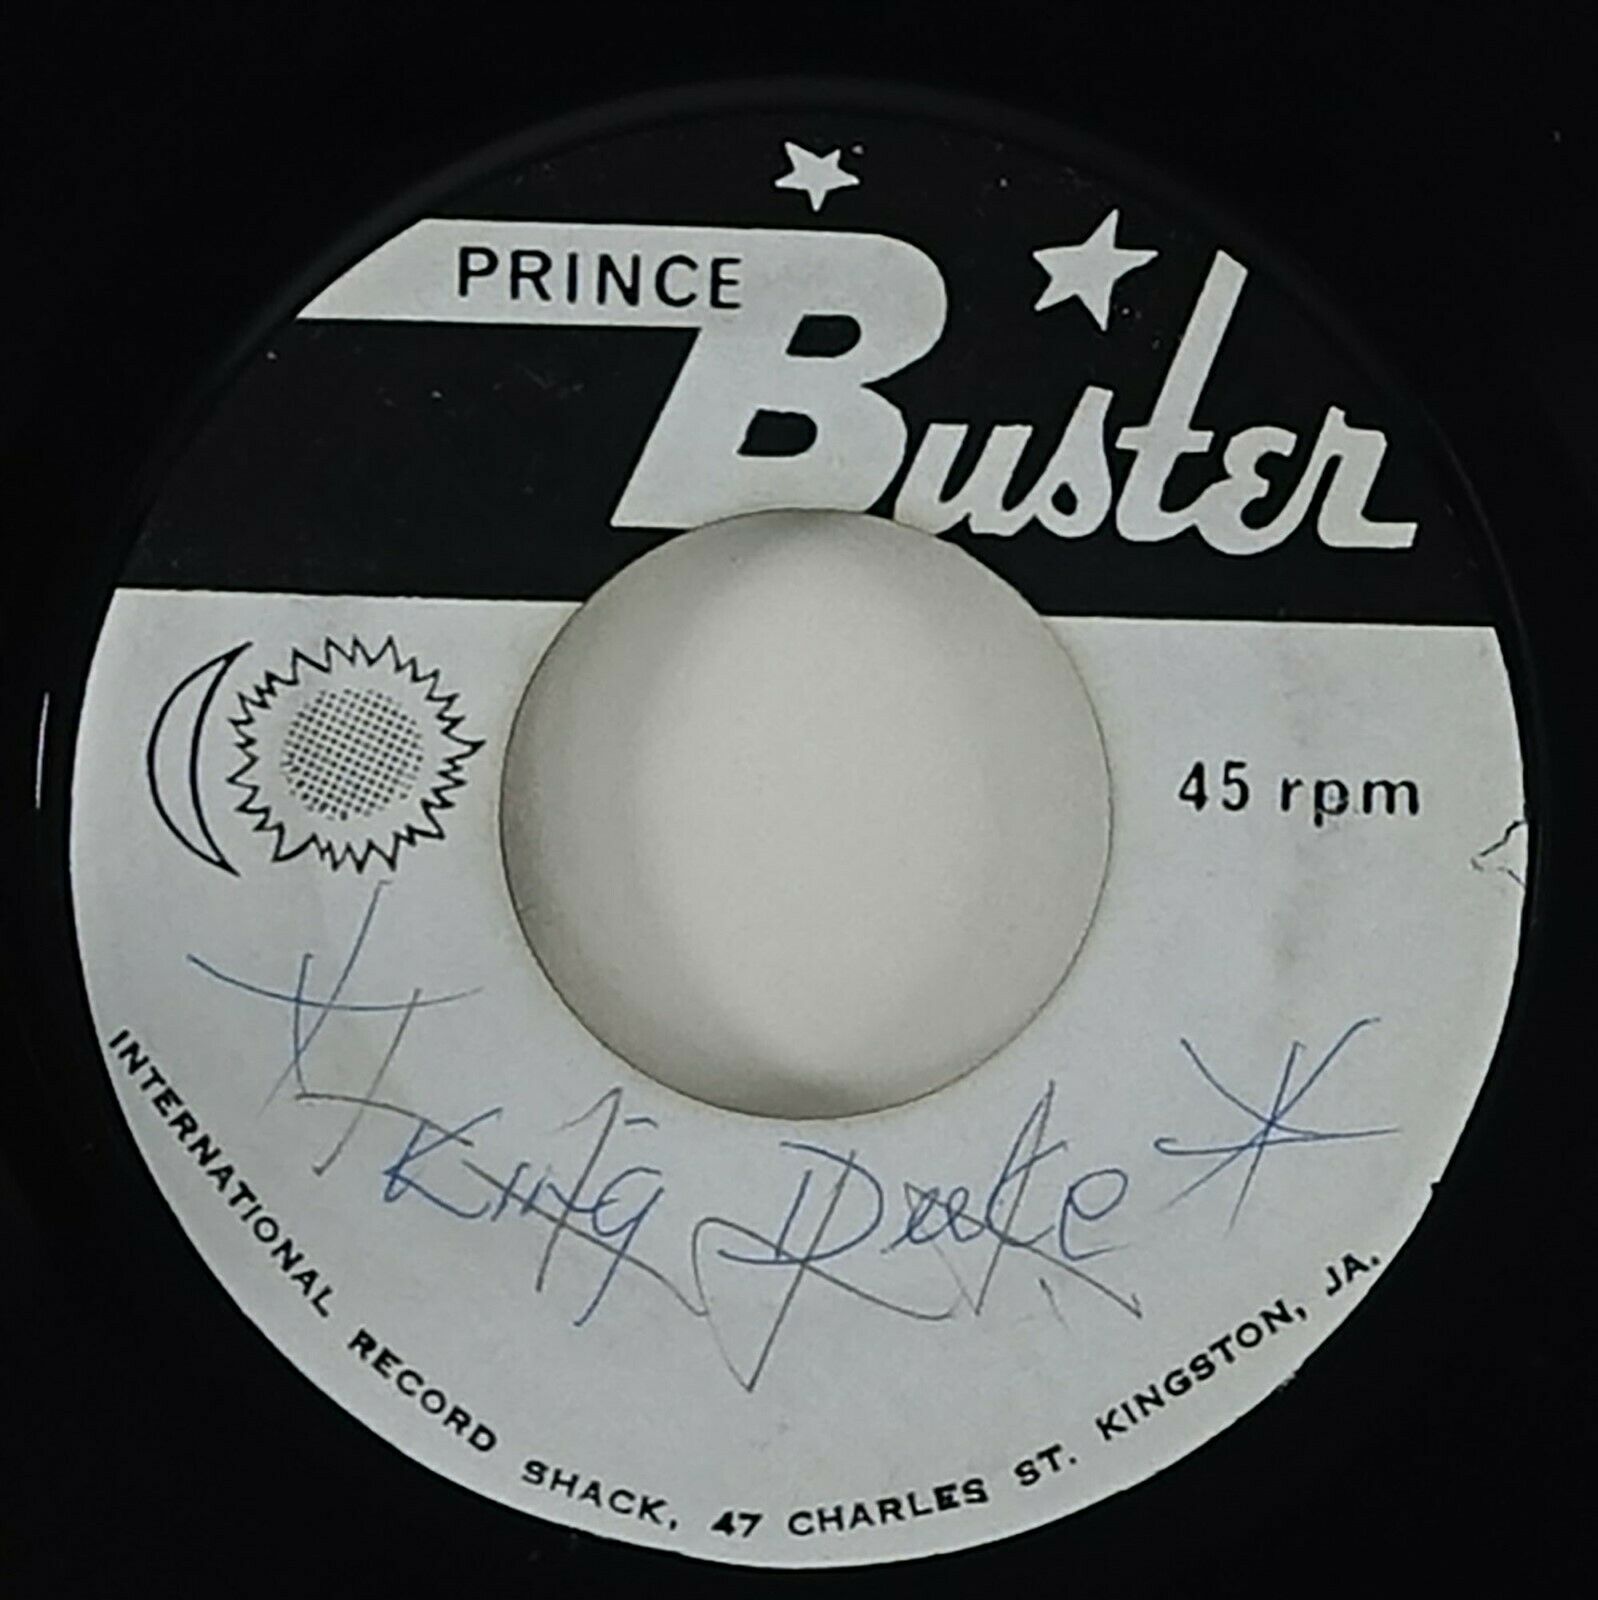 PRINCE
Buster
45 rpm
King Duke
INTERNATIONAL RECORD SHACK, 47 CHARLES ST. KINGSTON, JA.